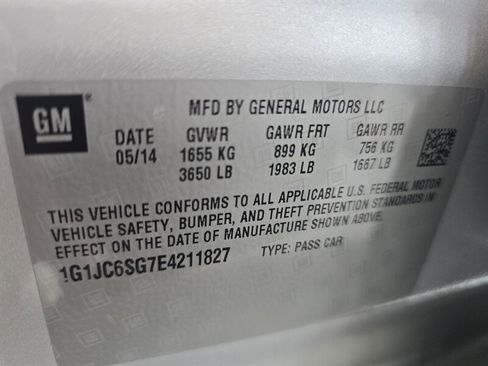 GM ®
MFD BY GENERAL MOTORS LLC
DATE GVWR GAWR FRT GAWR RR
05/14 1655 KG 899 KG 756 KG
3650 LB 1983 LB 1667 LB
THIS VEHICLE CONFORMS TO ALL APPLICABLE U.S. FEDERAL MOTOR
VEHICLE SAFETY, BUMPER, AND THEFT PREVENTION STANDARDS IN
EFFECT ON THE DATE OF MANUFACTURE SHOWN ABOVE.
1G1JC6SG7E4211827 TYPE: PASS CAR